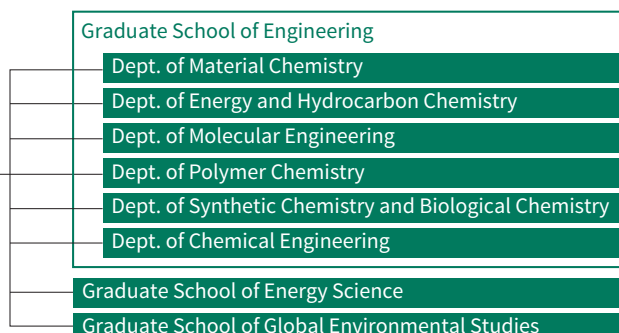 Graduate School of Engineering
Dept. of Material Chemistry
Dept. of Energy and Hydrocarbon Chemistry
Dept. of Molecular Engineering
Dept. of Polymer Chemistry
Dept. of Synthetic Chemistry and Biological Chemistry
Dept. of Chemical Engineering
Graduate School of Energy Science
Graduate School of Global Environmental Studies